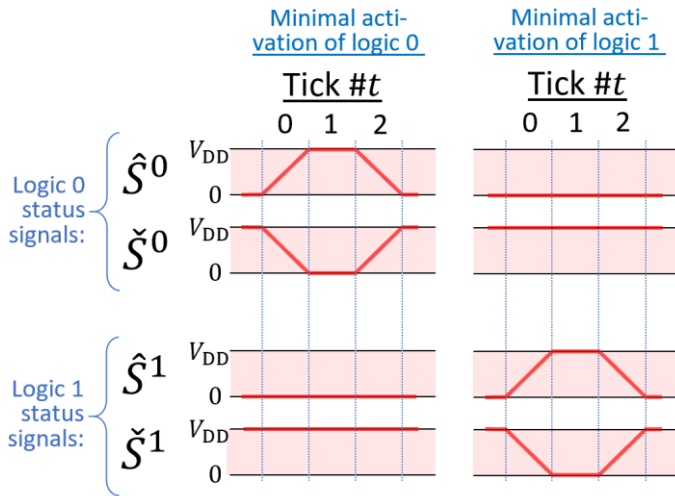 Minimal acti-
vation of logic 0
Minimal acti-
vation of logic 1
Tick #t
Tick #t
0 1 2
0 1 2
Logic 0
status
signals:
Ŝ⁰
V_DD
0
Š⁰
V_DD
0
Logic 1
status
signals:
Ŝ¹
V_DD
0
Š¹
V_DD
0